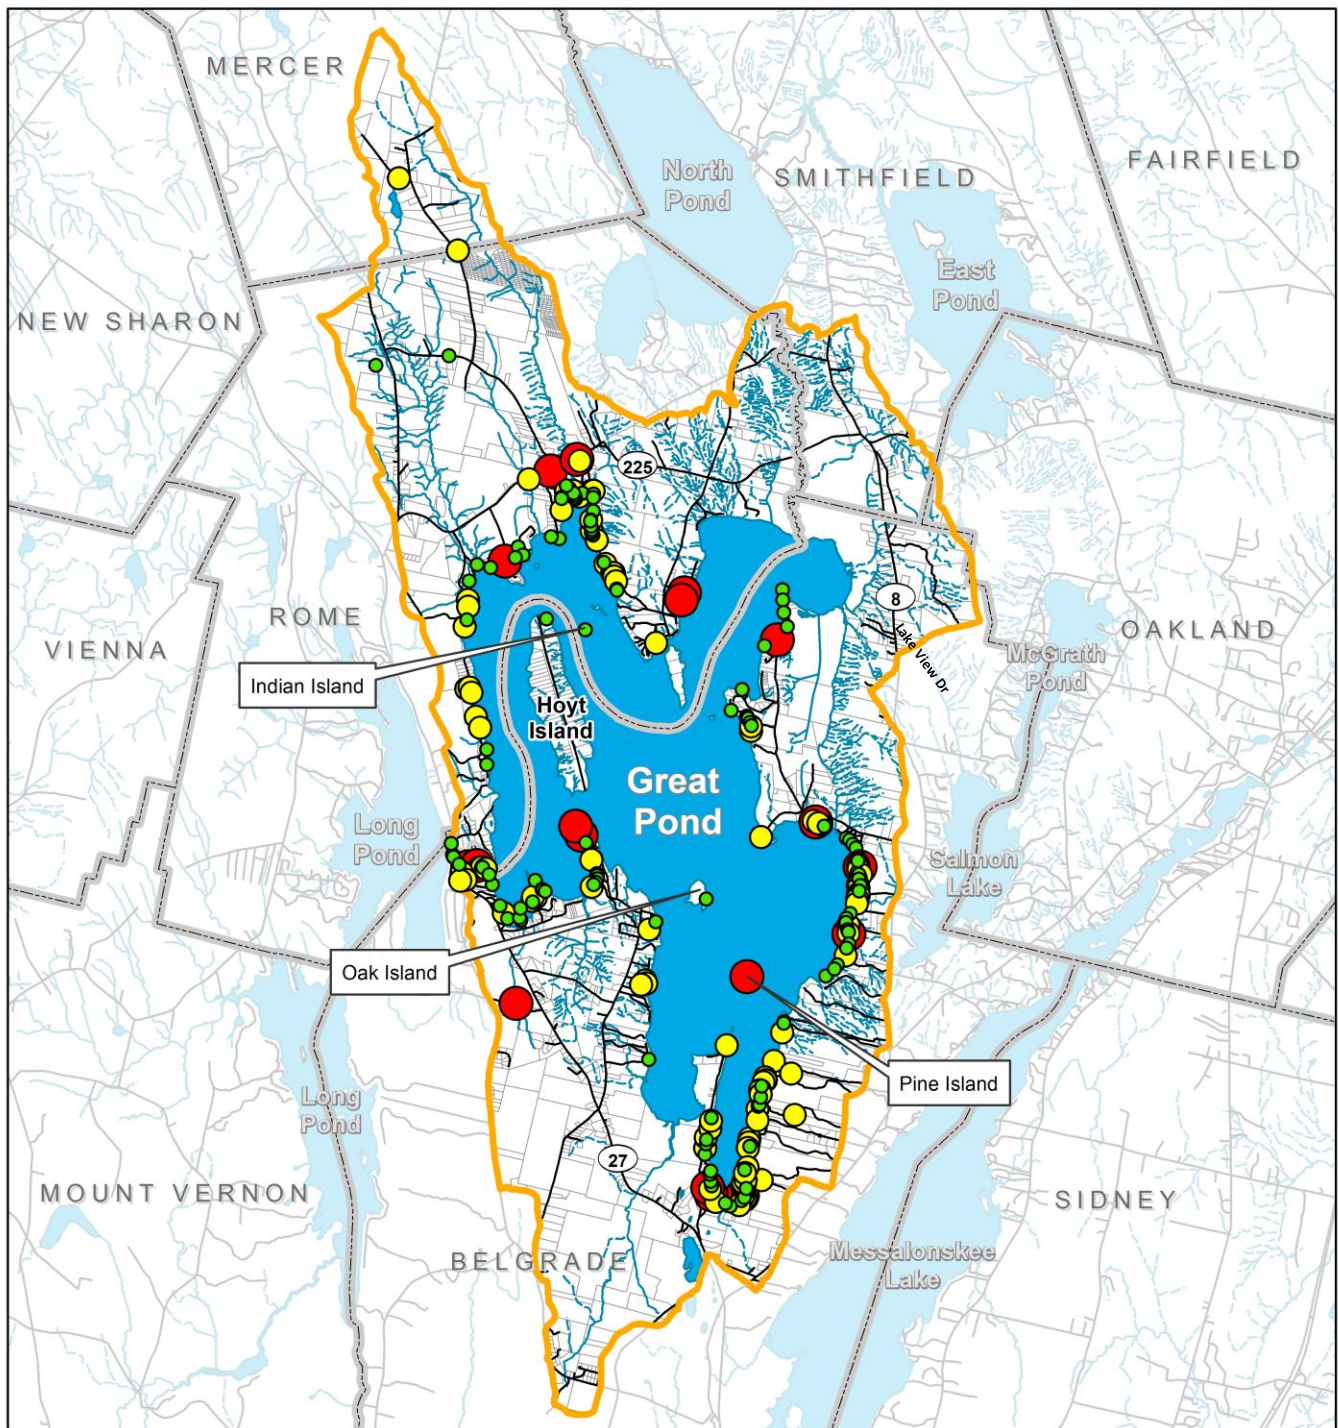 MERCER
North
Pond
SMITHFIELD
FAIRFIELD
East
Pond
NEW SHARON
225
8
Lake View Dr
ROME
OAKLAND
VIENNA
McGrath
Pond
Indian Island
Hoyt
Island
Great
Pond
Long
Pond
Salmon
Lake
Oak Island
Pine Island
Long
Pond
27
MOUNT VERNON
SIDNEY
Messalonskee
Lake
BELGRADE